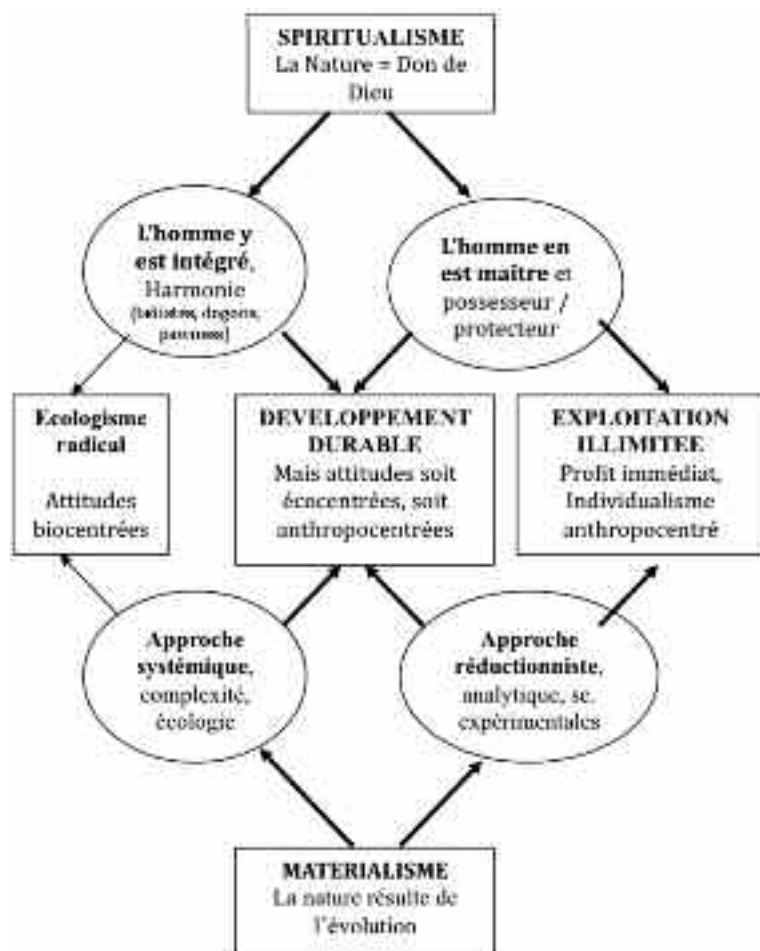 SPIRITUALISME
La Nature = Don de
Dieu
L'homme y
est intégré,
Harmonie
L'homme en
est maître et
possesseur /
protecteur
Ecologisme
radical
Attitudes
biocentrées
DEVELOPPEMENT
DURABLE
Mais attitudes soit
écocentrées, soit
anthropocentrées
EXPLOITATION
ILLIMITEE
Profit immédiat,
Individualisme
anthropocentré
Approche
systémique,
complexité,
écologie
Approche
réductionniste,
analytique, sc.
expérimentales
MATERIALISME
La nature résulte de
l'évolution